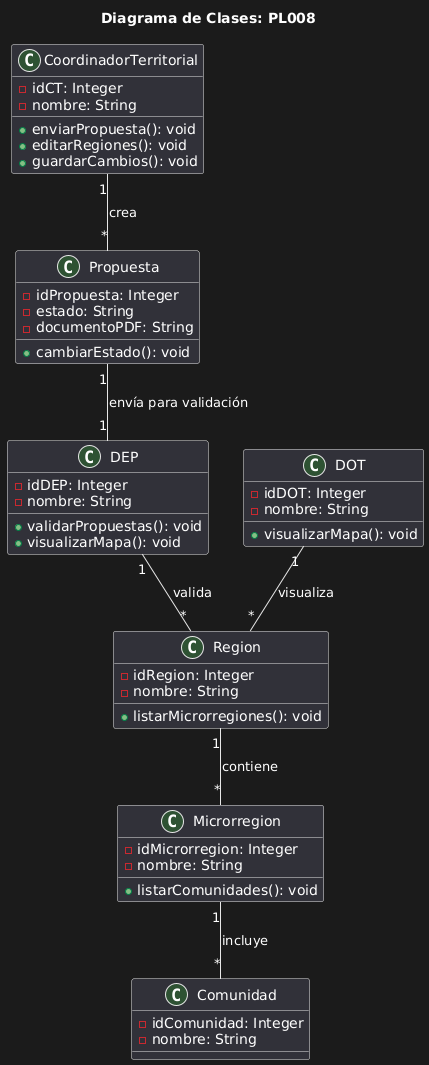 Diagrama de Clases: PL008
C CoordinadorTerritorial
idCT: Integer
nombre: String
enviarPropuesta(): void
editarRegiones(): void
guardarCambios(): void
1
crea
*
C Propuesta
idPropuesta: Integer
estado: String
documentoPDF: String
cambiarEstado(): void
1
envía para validación
1
C DEP
idDEP: Integer
nombre: String
validarPropuestas(): void
visualizarMapa(): void
C DOT
idDOT: Integer
nombre: String
visualizarMapa(): void
1
valida
*
1
visualiza
*
C Region
idRegion: Integer
nombre: String
listarMicrorregiones(): void
1
contiene
*
C Microrregion
idMicrorregion: Integer
nombre: String
listarComunidades(): void
1
incluye
*
C Comunidad
idComunidad: Integer
nombre: String